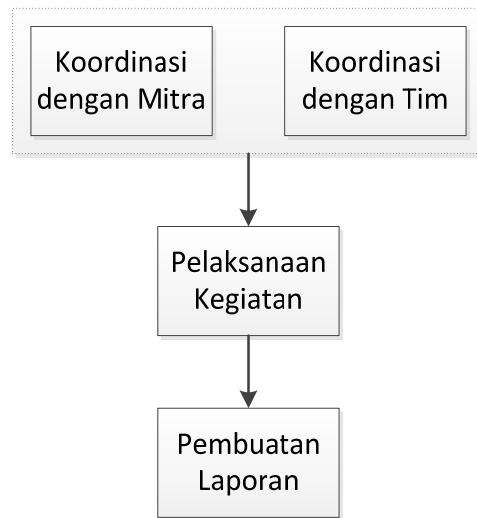 Koordinasi
dengan Mitra
Koordinasi
dengan Tim
Pelaksanaan
Kegiatan
Pembuatan
Laporan